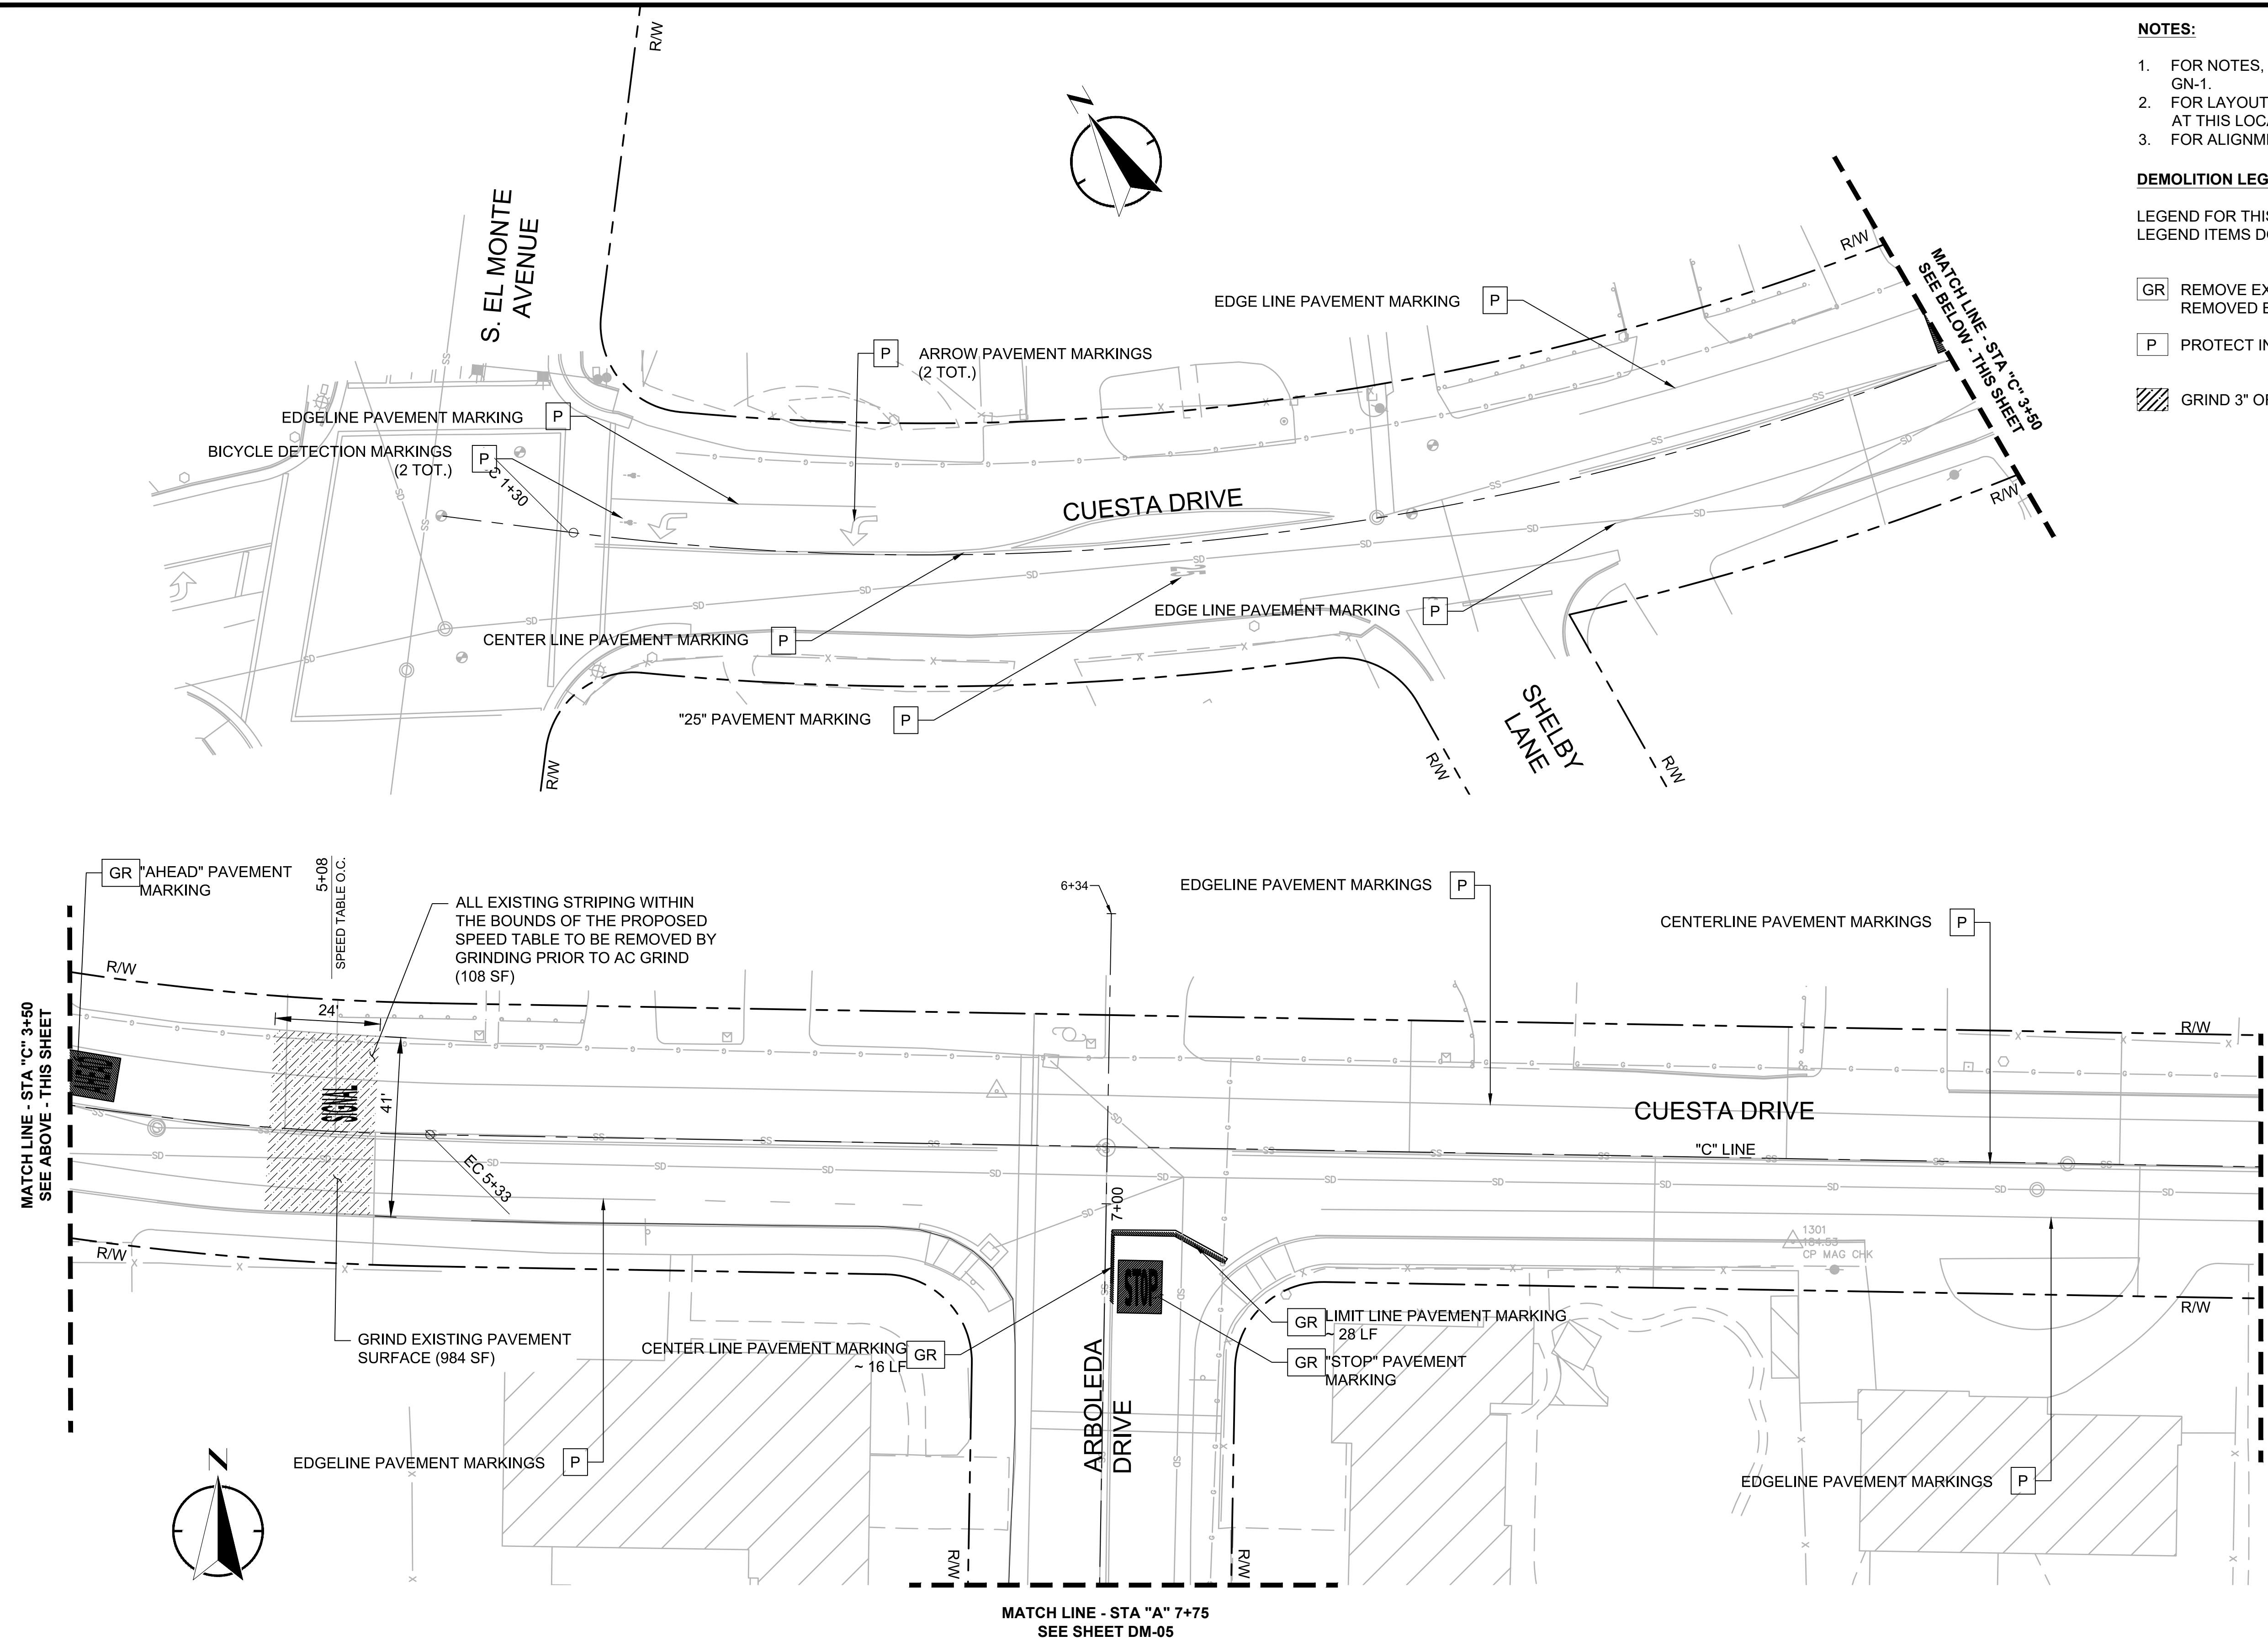 NOTES:
1. FOR NOTES,
GN-1.
2. FOR LAYOUT
AT THIS LOC
3. FOR ALIGNM
DEMOLITION LEG
LEGEND FOR THIS
LEGEND ITEMS D
GR REMOVE EX
REMOVED
P PROTECT IN
GRIND 3" O
R/W
N
S. EL MONTE
AVENUE
R/W
MATCH LINE - STA "C" 3+50
SEE BELOW - THIS SHEET
EDGE LINE PAVEMENT MARKING P
P ARROW PAVEMENT MARKINGS
(2 TOT.)
EDGELINE PAVEMENT MARKING P
BICYCLE DETECTION MARKINGS P
(2 TOT.)
C 1+30
CUESTA DRIVE
R/W
EDGE LINE PAVEMENT MARKING P
CENTER LINE PAVEMENT MARKING P
"25" PAVEMENT MARKING P
SHELBY
LANE
R/W
R/W
R/W
GR "AHEAD" PAVEMENT
MARKING
5+08
SPEED TABLE O.C.
ALL EXISTING STRIPING WITHIN
THE BOUNDS OF THE PROPOSED
SPEED TABLE TO BE REMOVED BY
GRINDING PRIOR TO AC GRIND
(108 SF)
6+34
EDGELINE PAVEMENT MARKINGS P
CENTERLINE PAVEMENT MARKINGS P
MATCH LINE - STA "C" 3+50
SEE ABOVE - THIS SHEET
R/W
24'
41'
SIGNAL
R/W
CUESTA DRIVE
"C" LINE
EC 5+33
7+00
1301
184.53
CP MAG CHK
R/W
STOP
R/W
GRIND EXISTING PAVEMENT
SURFACE (984 SF)
CENTER LINE PAVEMENT MARKING GR
~ 16 LF
GR LIMIT LINE PAVEMENT MARKING
~ 28 LF
GR "STOP" PAVEMENT
MARKING
ARBOLEDA
DRIVE
N
EDGELINE PAVEMENT MARKINGS P
EDGELINE PAVEMENT MARKINGS P
R/W
R/W
MATCH LINE - STA "A" 7+75
SEE SHEET DM-05